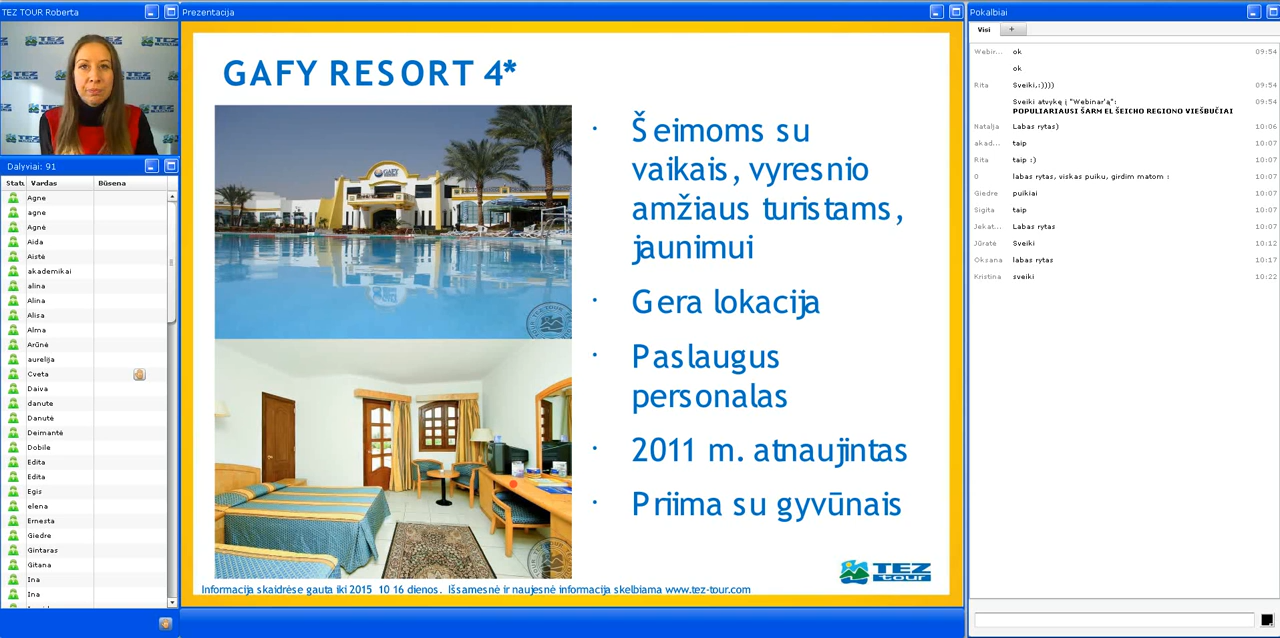 TEZ TOUR Roberta
Dalyviai: 91
Vardas
Būsena
Agne
agne
Agnė
Aida
Aistė
akademikai
alina
Alina
Alisa
Alma
Arūnė
aurelija
Cveta
Daiva
danute
Danutė
Deimantė
Dobile
Edita
Edita
Egis
elena
Ernesta
Giedre
Gintaras
Gitana
Ina
Ina
Prezentacija
GAFY RESORT 4*
GAFY
· Šeimoms su
vaikais, vyresnio
amžiaus turistams,
jaunimui
· Gera lokacija
· Paslaugus
personalas
· 2011 m. atnaujintas
· Priima su gyvūnais
TEZ
tour
Informacija skaidrėse gauta iki 2015 10 16 dienos. Išsamesnė ir naujesnė informacija skelbiama www.tez-tour.com
Pokalbiai
Visi +
Webir... ok 09:54
ok
Rita Sveiki,:)))) 09:54
Sveiki atvykę į "Webinar'ą": 09:54
POPULIARIAUSI ŠARM EL ŠEICHO REGIONO VIEŠBUČIAI
Natalja Labas rytas) 10:06
akad... taip 10:07
Rita taip :) 10:07
0 labas rytas, viskas puiku, girdim matom : 10:07
Giedre puikiai 10:07
Sigita taip 10:07
Jekat... Labas rytas 10:07
Jūratė Sveiki 10:12
Oksana labas rytas 10:17
Kristina sveiki 10:22